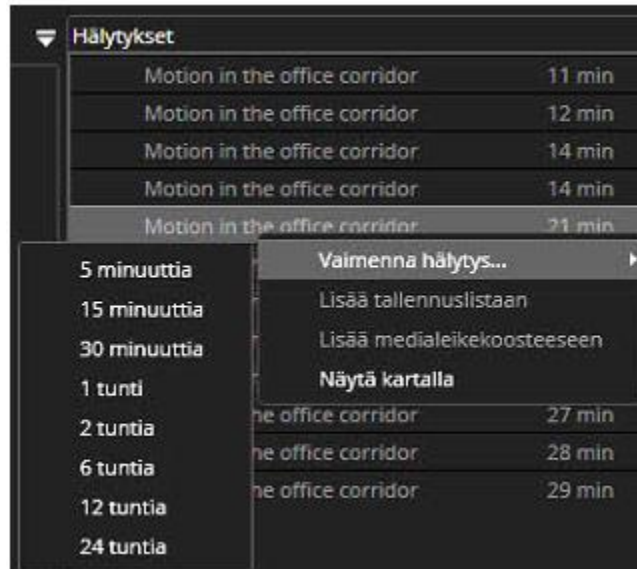 Hälytykset
Motion in the office corridor 11 min
Motion in the office corridor 12 min
Motion in the office corridor 14 min
Motion in the office corridor 14 min
Motion in the office corridor 21 min
Vaimenna hälytys...
Lisää tallennuslistaan
Lisää medialeikekoosteeseen
Näytä kartalla
5 minuuttia
15 minuuttia
30 minuuttia
1 tunti
2 tuntia
6 tuntia
12 tuntia
24 tuntia
he office corridor 27 min
he office corridor 28 min
he office corridor 29 min